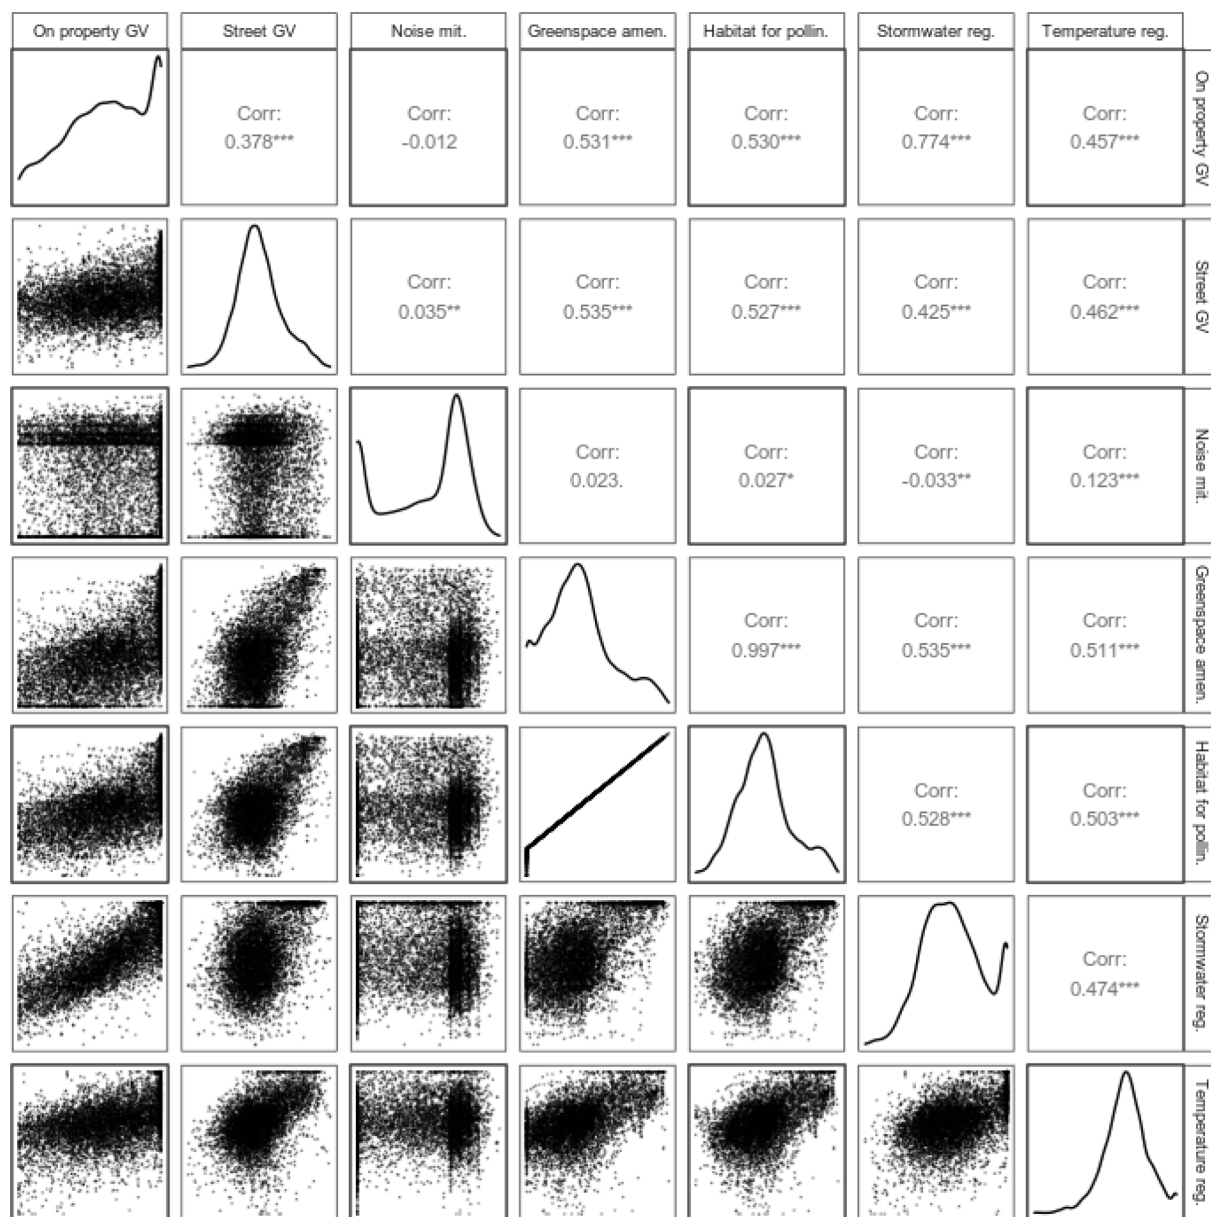 On property GV Street GV Noise mit. Greenspace amen. Habitat for pollin. Stormwater reg. Temperature reg.
On property GV
Corr: Corr: Corr: Corr: Corr: Corr:
0.378*** -0.012 0.531*** 0.530*** 0.774*** 0.457***
Street GV
Corr: Corr: Corr: Corr: Corr:
0.035** 0.535*** 0.527*** 0.425*** 0.462***
Noise mit.
Corr: Corr: Corr: Corr:
0.023. 0.027* -0.033** 0.123***
Greenspace amen.
Corr: Corr: Corr:
0.997*** 0.535*** 0.511***
Habitat for pollin.
Corr: Corr:
0.528*** 0.503***
Stormwater reg.
Corr:
0.474***
Temperature reg.